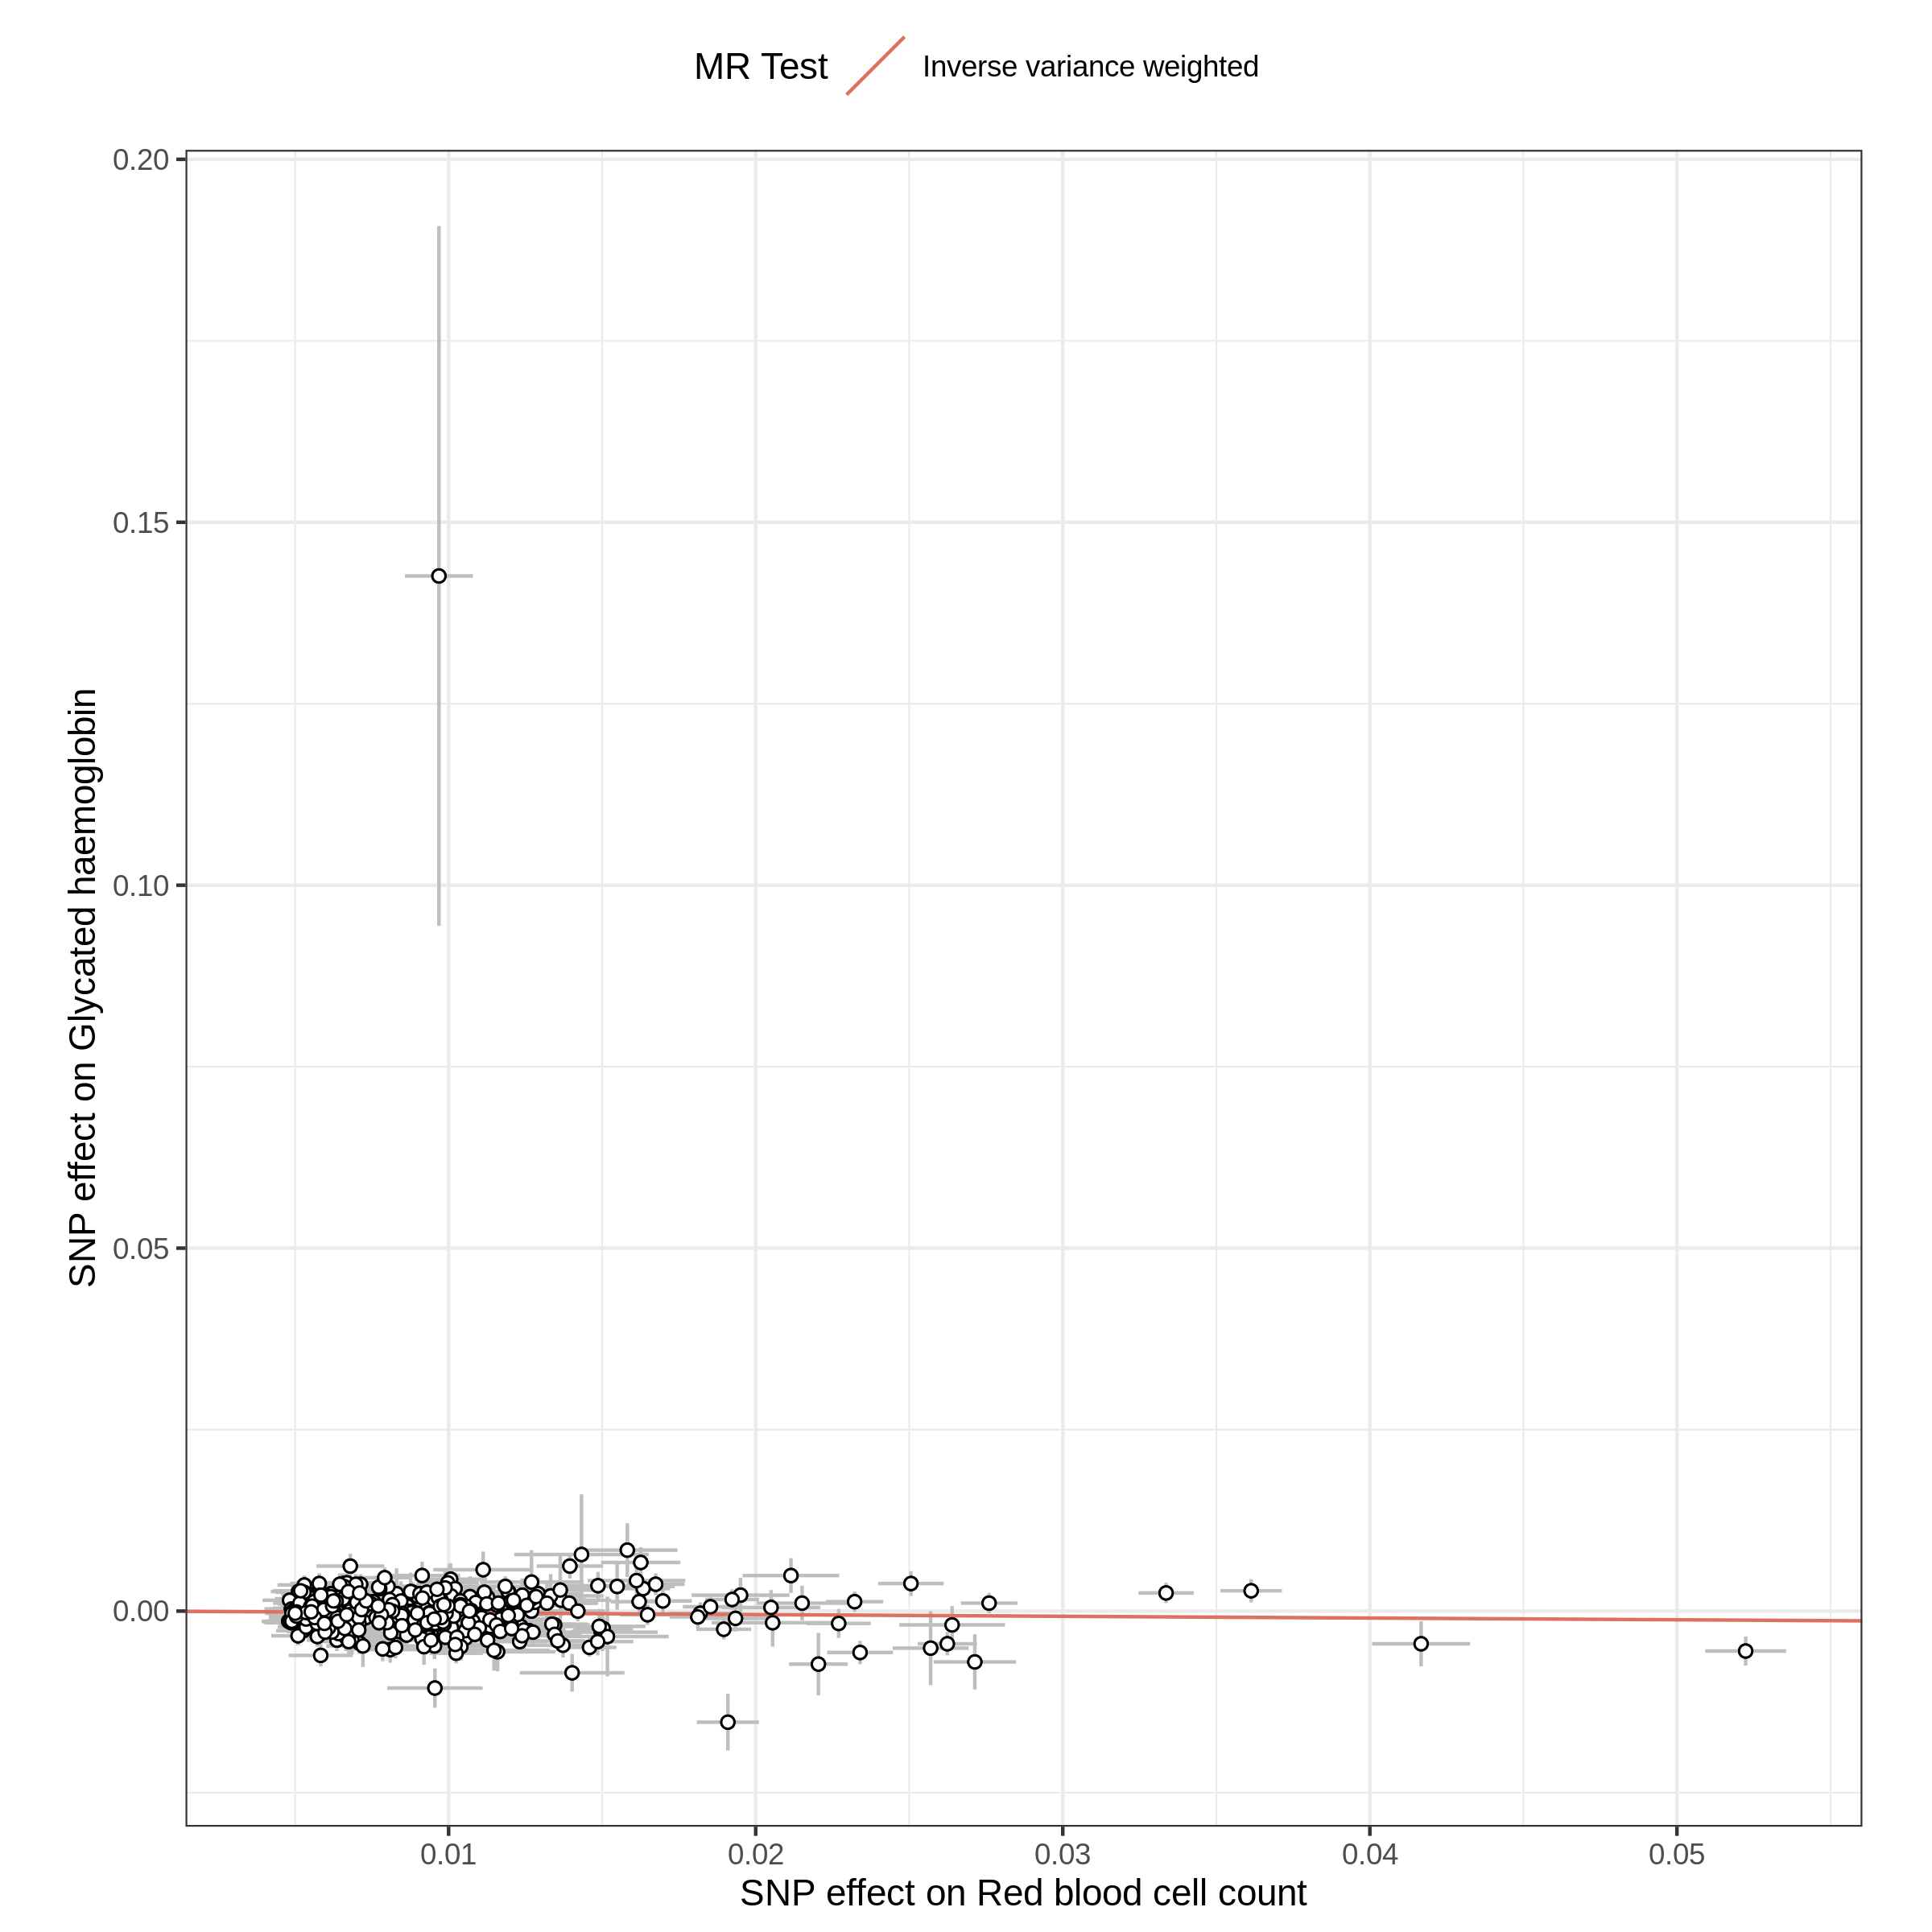 MR Test
Inverse variance weighted
0.20
0.15
0.10
0.05
0.00
SNP effect on Glycated haemoglobin
0.01
0.02
0.03
0.04
0.05
SNP effect on Red blood cell count